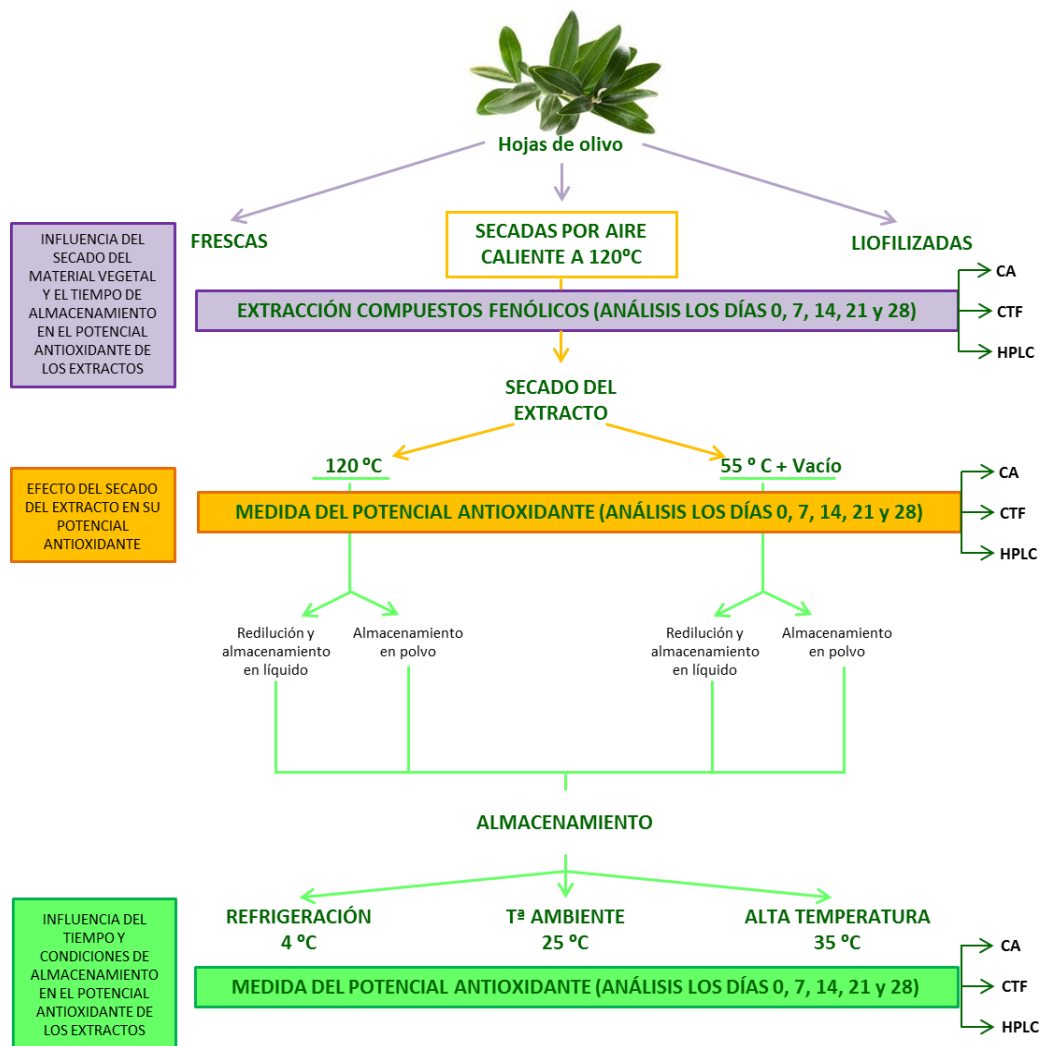 Hojas de olivo
INFLUENCIA DEL
SECADO DEL
MATERIAL VEGETAL
Y EL TIEMPO DE
ALMACENAMIENTO
EN EL POTENCIAL
ANTIOXIDANTE DE
LOS EXTRACTOS
FRESCAS
SECADAS POR AIRE
CALIENTE A 120ºC
LIOFILIZADAS
EXTRACCIÓN COMPUESTOS FENÓLICOS (ANÁLISIS LOS DÍAS 0, 7, 14, 21 y 28)
CA
CTF
HPLC
SECADO DEL
EXTRACTO
120 ºC
55 º C + Vacío
EFECTO DEL SECADO
DEL EXTRACTO EN SU
POTENCIAL
ANTIOXIDANTE
MEDIDA DEL POTENCIAL ANTIOXIDANTE (ANÁLISIS LOS DÍAS 0, 7, 14, 21 y 28)
CA
CTF
HPLC
Redilución y
almacenamiento
en líquido
Almacenamiento
en polvo
Redilución y
almacenamiento
en líquido
Almacenamiento
en polvo
ALMACENAMIENTO
REFRIGERACIÓN
4 ºC
Tª AMBIENTE
25 ºC
ALTA TEMPERATURA
35 ºC
INFLUENCIA DEL
TIEMPO Y
CONDICIONES DE
ALMACENAMIENTO
EN EL POTENCIAL
ANTIOXIDANTE DE
LOS EXTRACTOS
MEDIDA DEL POTENCIAL ANTIOXIDANTE (ANÁLISIS LOS DÍAS 0, 7, 14, 21 y 28)
CA
CTF
HPLC